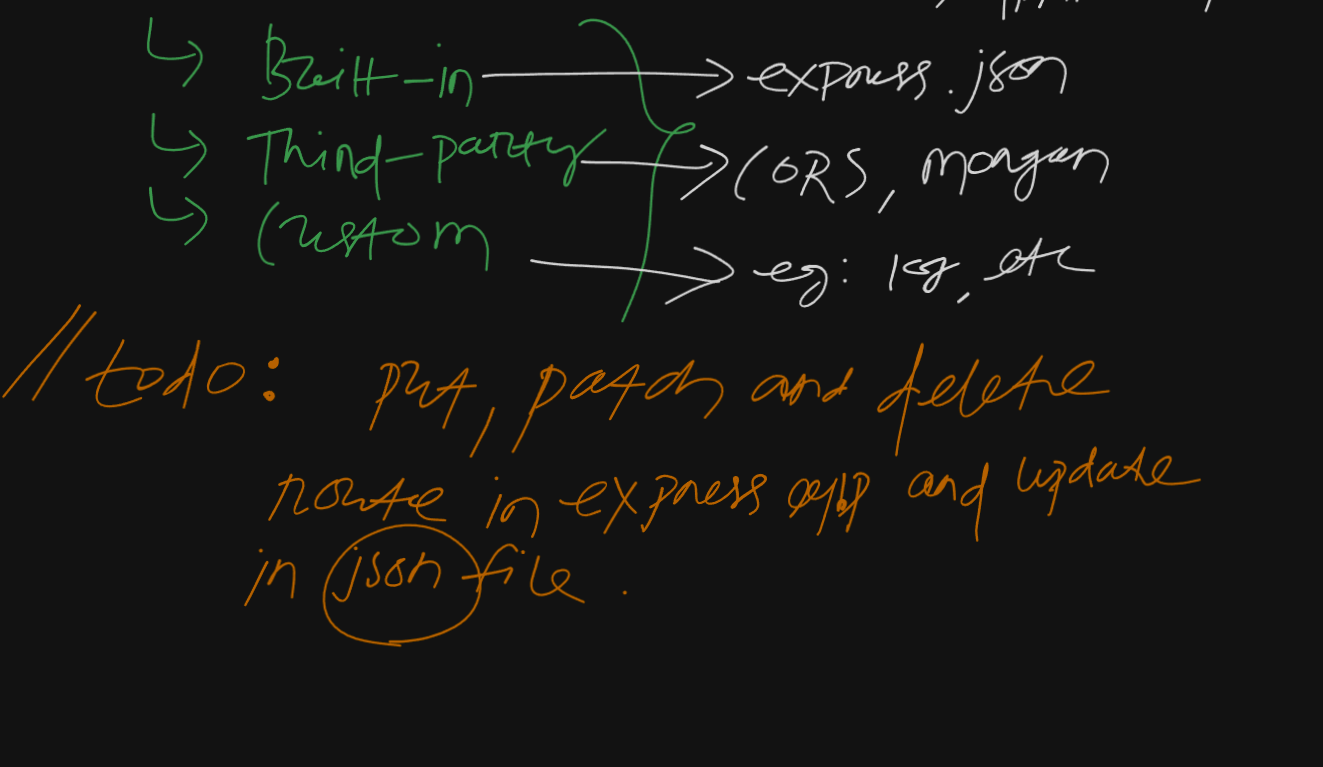 ↳ Built-in → express.json
↳ Third-party → CORS, morgan
↳ Custom → eg: log, etc
// todo: put, patch and delete
route in express app and update
in json file.